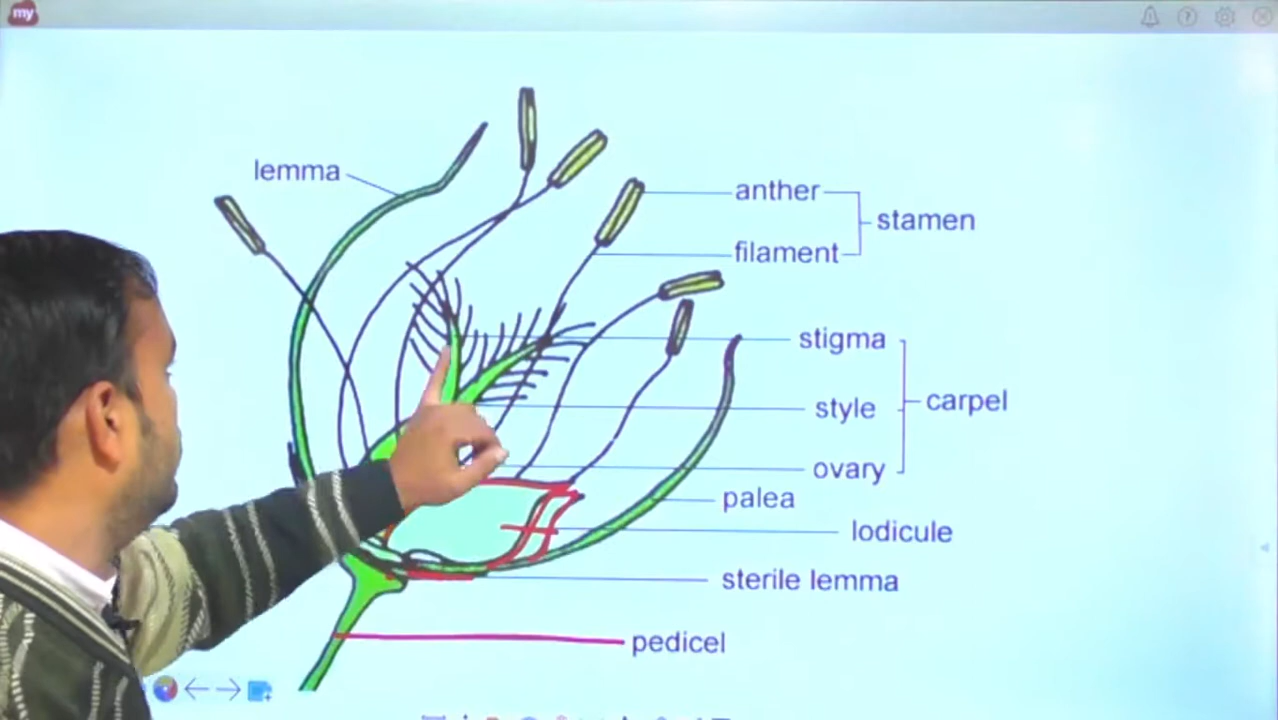 my
lemma
anther
stamen
filament
stigma
style
carpel
ovary
palea
lodicule
sterile lemma
pedicel